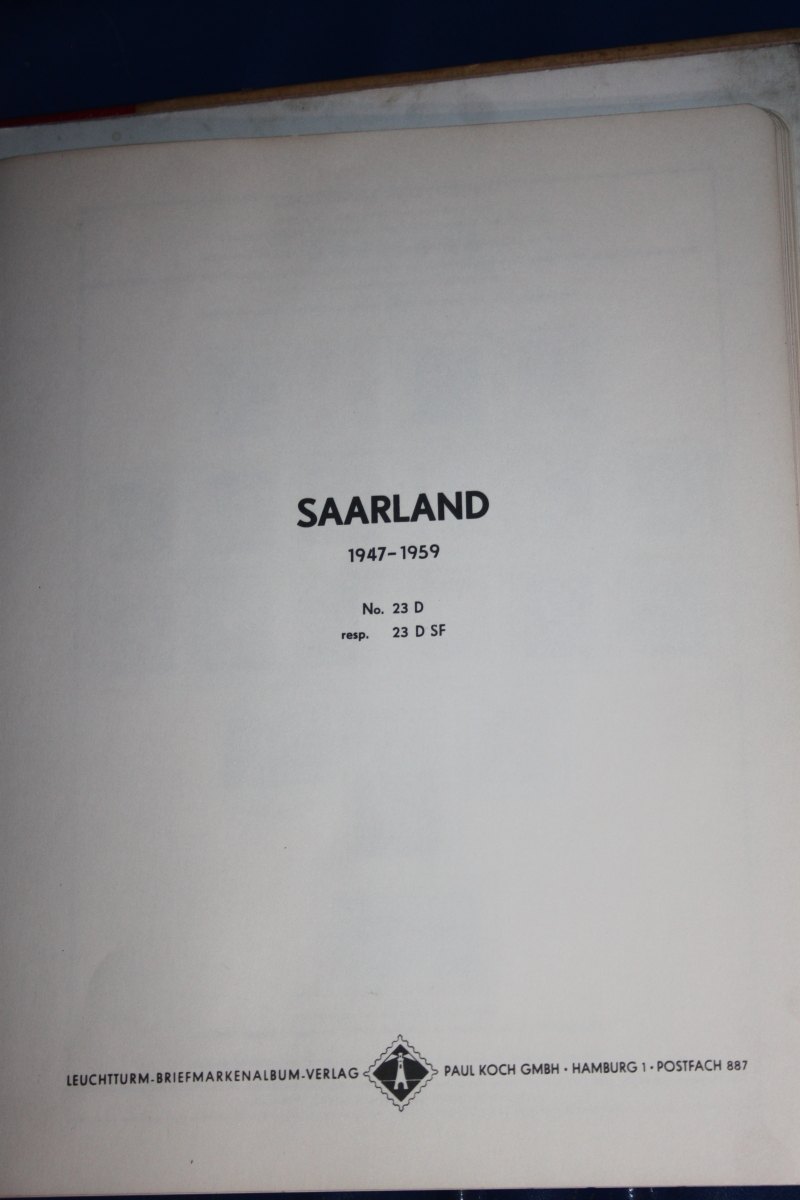 SAARLAND
1947-1959
No. 23 D
resp. 23 D SF
LEUCHTTURM-BRIEFMARKENALBUM-VERLAG PAUL KOCH GMBH · HAMBURG 1 · POSTFACH 887